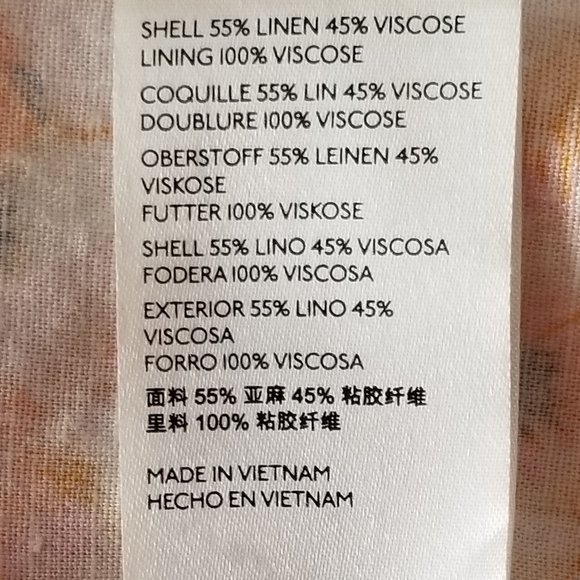 SHELL 55% LINEN 45% VISCOSE
LINING 100% VISCOSE
COQUILLE 55% LIN 45% VISCOSE
DOUBLURE 100% VISCOSE
OBERSTOFF 55% LEINEN 45%
VISKOSE
FUTTER 100% VISKOSE
SHELL 55% LINO 45% VISCOSA
FODERA 100% VISCOSA
EXTERIOR 55% LINO 45%
VISCOSA
FORRO 100% VISCOSA
面料 55% 亚麻 45% 粘胶纤维
里料 100% 粘胶纤维
MADE IN VIETNAM
HECHO EN VIETNAM